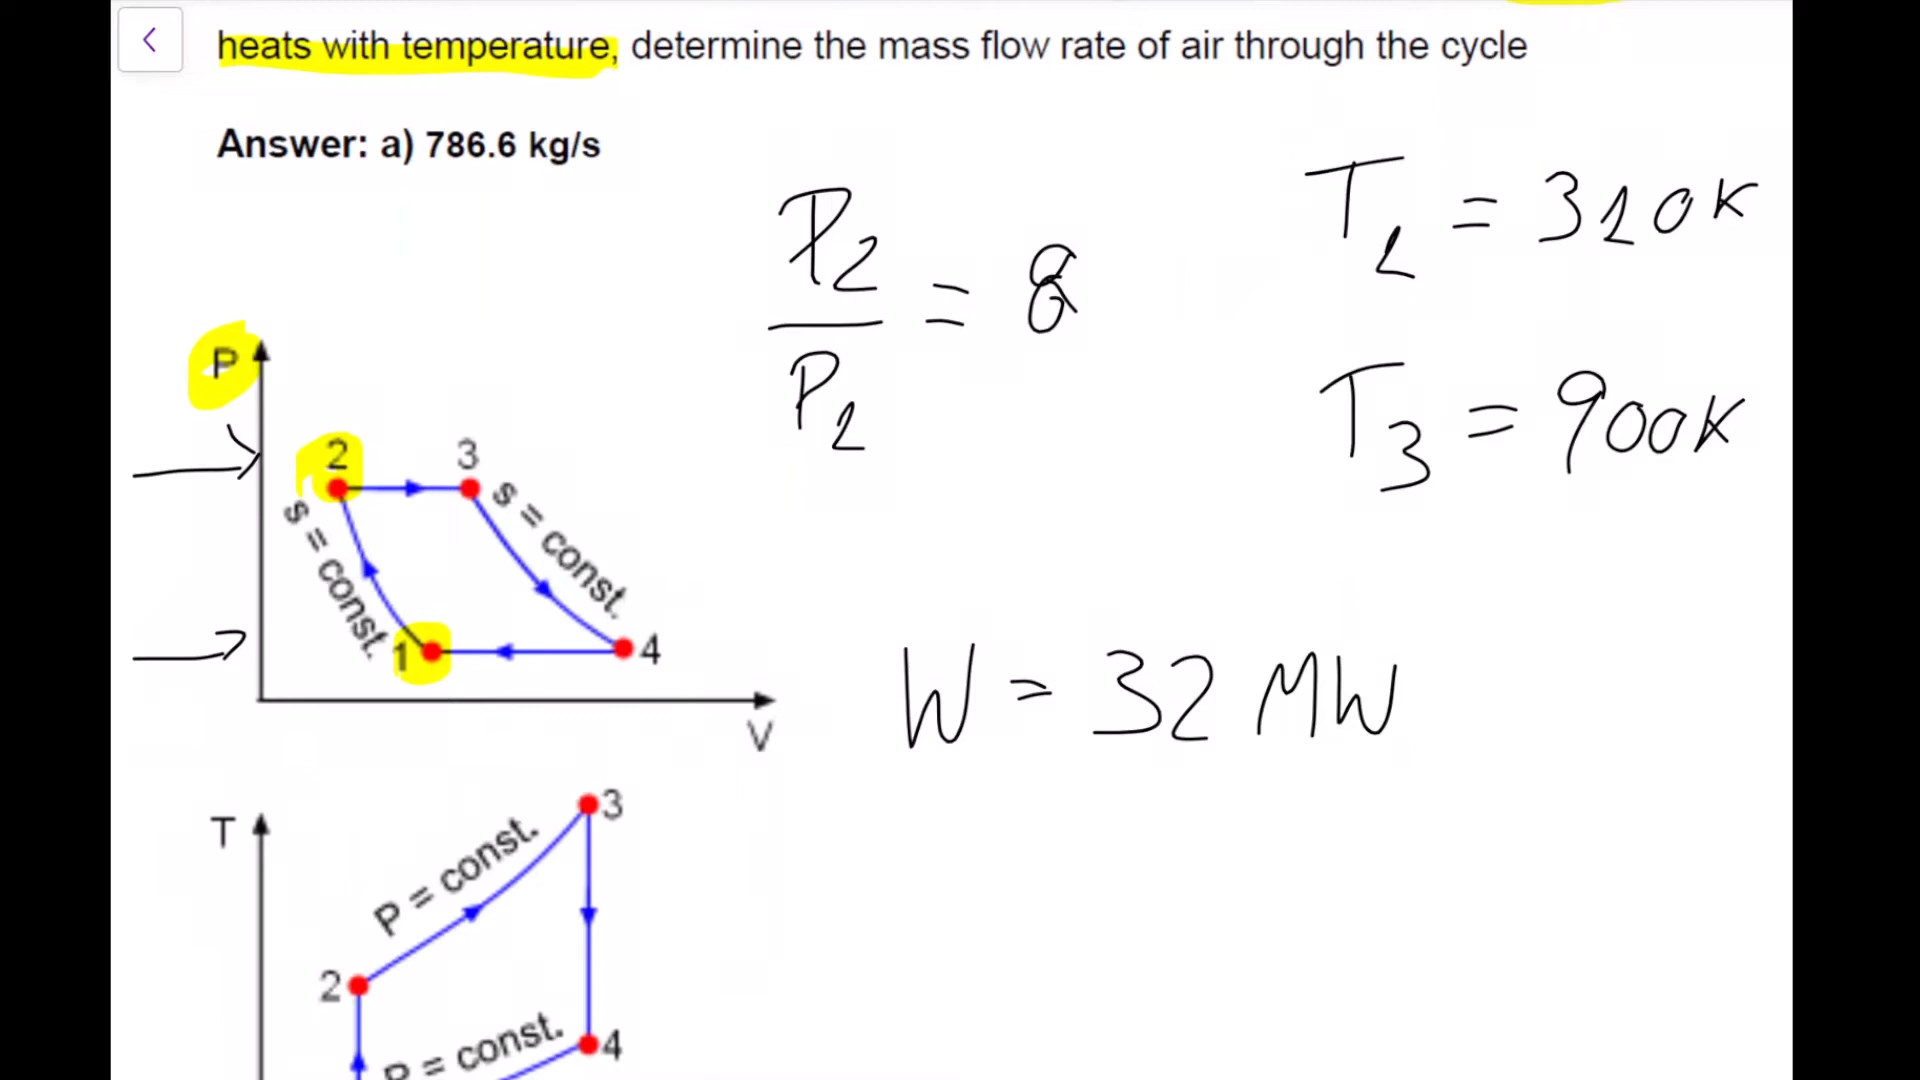 heats with temperature, determine the mass flow rate of air through the cycle
Answer: a) 786.6 kg/s
P2
P2
= 8
T1 = 310K
T3 = 900K
P
2
3
s = const.
s = const.
1
4
V
W = 32 MW
T
3
P = const.
2
P = const.
4